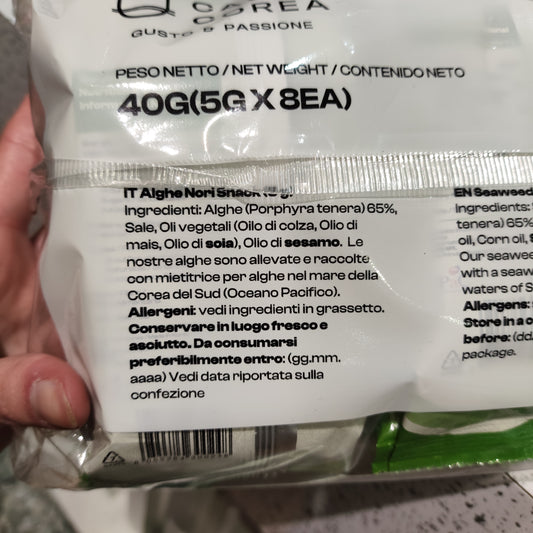 COREA
GUSTO & PASSIONE
PESO NETTO / NET WEIGHT / CONTENIDO NETO
40G(5G X 8EA)
IT Alghe Nori Snack
Ingredienti: Alghe (Porphyra tenera) 65%,
Sale, Oli vegetali (Oilo di colza, Olio di
mais, Olio di soia), Olio di sesamo. Le
nostre alghe sono allevate e raccolte
con mietitrice per alghe nel mare della
Corea del Sud (Oceano Pacifico).
Allergeni: vedi ingredienti in grassetto.
Conservare in luogo fresco e
asciutto. Da consumarsi
preferibilmente entro: (gg.mm.
aaaa) Vedi data riportata sulla
confezione
EN Seaweed
Ingredients:
tenera) 65%
oil, Corn oil,
Our seawee
with a seaw
waters of S
Allergens:
Store in a c
before: (dd.
package.